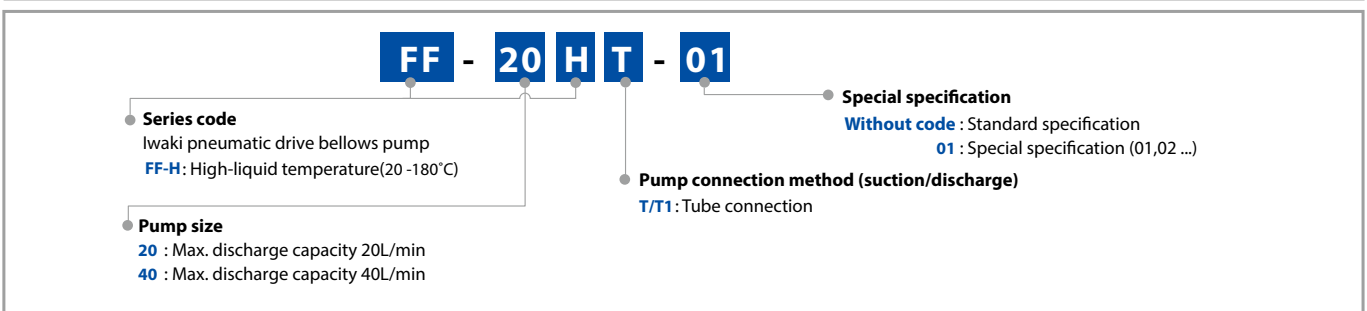 FF - 20 H T - 01
Series code
Iwaki pneumatic drive bellows pump
FF-H : High-liquid temperature(20 -180˚C)
Pump size
20 : Max. discharge capacity 20L/min
40 : Max. discharge capacity 40L/min
Special specification
Without code : Standard specification
01 : Special specification (01,02 ...)
Pump connection method (suction/discharge)
T/T1 : Tube connection